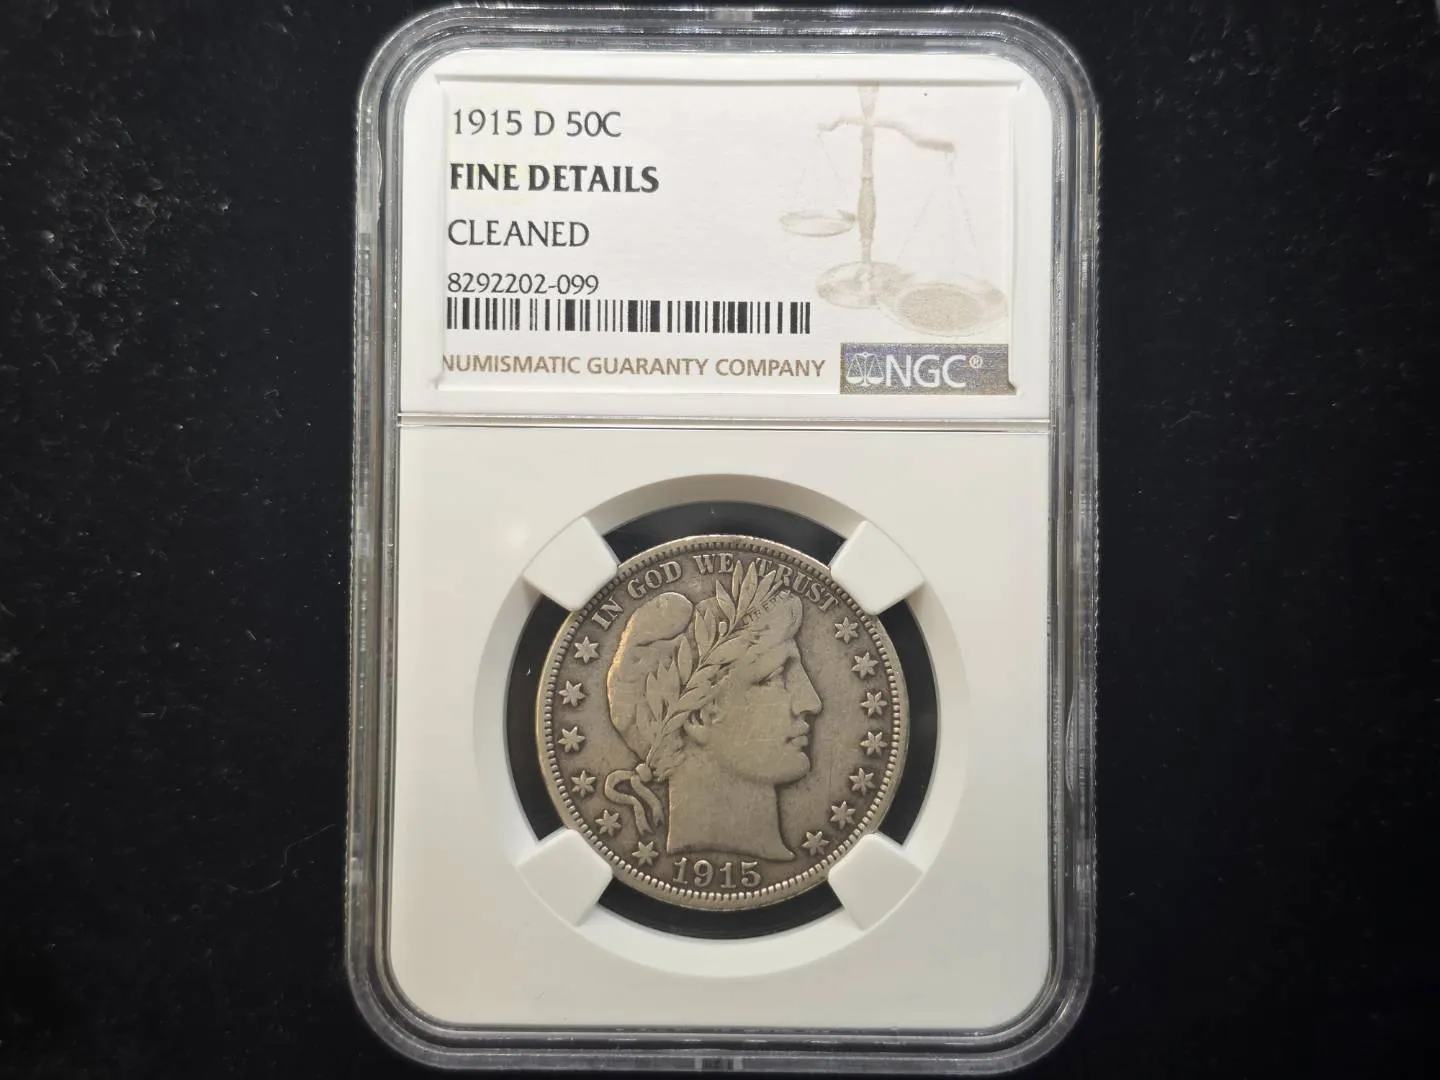 1915 D 50C
FINE DETAILS
CLEANED
8292202-099
NUMISMATIC GUARANTY COMPANY
NGC®
IN GOD WE TRUST
LIBERTY
1915